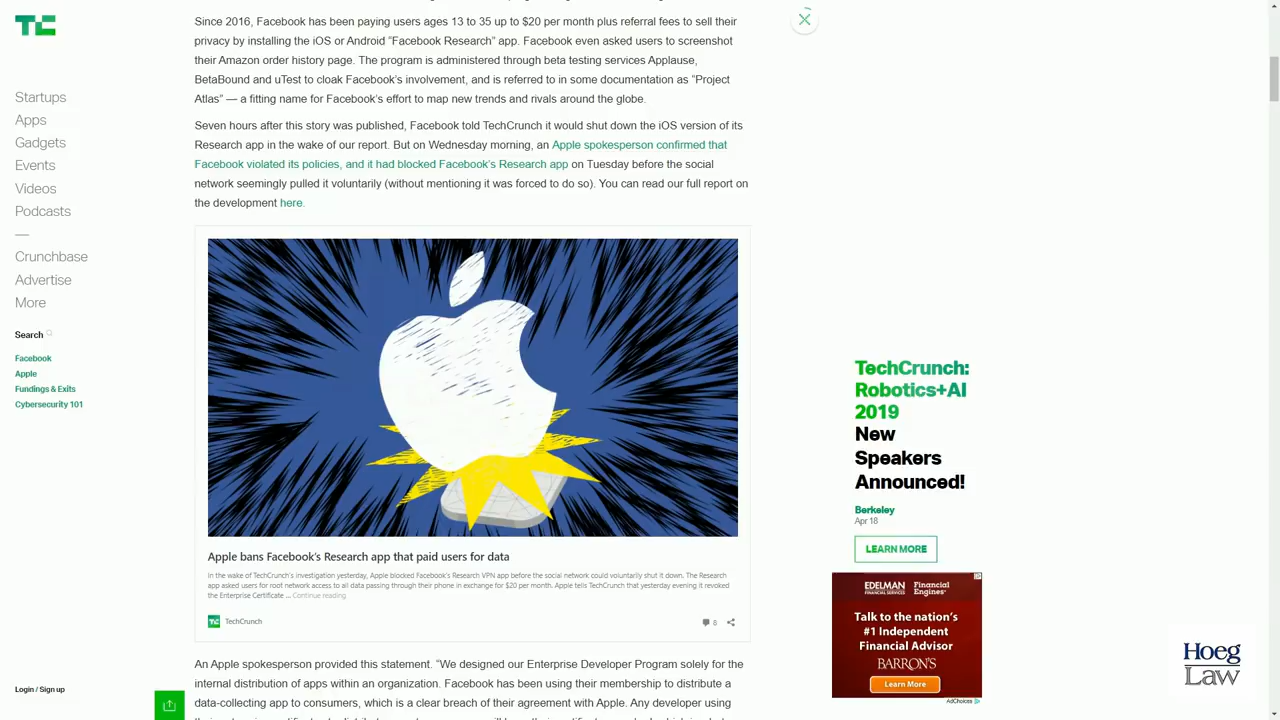 TC
Startups
Apps
Gadgets
Events
Videos
Podcasts
—
Crunchbase
Advertise
More
Search
Facebook
Apple
Fundings & Exits
Cybersecurity 101
Login / Sign up
Since 2016, Facebook has been paying users ages 13 to 35 up to $20 per month plus referral fees to sell their
privacy by installing the iOS or Android “Facebook Research” app. Facebook even asked users to screenshot
their Amazon order history page. The program is administered through beta testing services Applause,
BetaBound and uTest to cloak Facebook’s involvement, and is referred to in some documentation as “Project
Atlas” — a fitting name for Facebook’s effort to map new trends and rivals around the globe.
Seven hours after this story was published, Facebook told TechCrunch it would shut down the iOS version of its
Research app in the wake of our report. But on Wednesday morning, an Apple spokesperson confirmed that
Facebook violated its policies, and it had blocked Facebook’s Research app on Tuesday before the social
network seemingly pulled it voluntarily (without mentioning it was forced to do so). You can read our full report on
the development here.
Apple bans Facebook’s Research app that paid users for data
In the wake of TechCrunch’s investigation yesterday, Apple blocked Facebook’s Research VPN app before the social network could voluntarily shut it down. The Research
app asked users for root network access to all data passing through their phone in exchange for $20 per month. Apple tells TechCrunch that yesterday evening it revoked
the Enterprise Certificate ... Continue reading
TC TechCrunch
8
An Apple spokesperson provided this statement. “We designed our Enterprise Developer Program solely for the
internal distribution of apps within an organization. Facebook has been using their membership to distribute a
data-collecting app to consumers, which is a clear breach of their agreement with Apple. Any developer using
TechCrunch:
Robotics+AI
2019
New
Speakers
Announced!
Berkeley
Apr 18
LEARN MORE
EDELMAN Financial
FINANCIAL SERVICES Engines
Talk to the nation’s
#1 Independent
Financial Advisor
BARRON'S
Learn More
AdChoices
Hoeg
Law